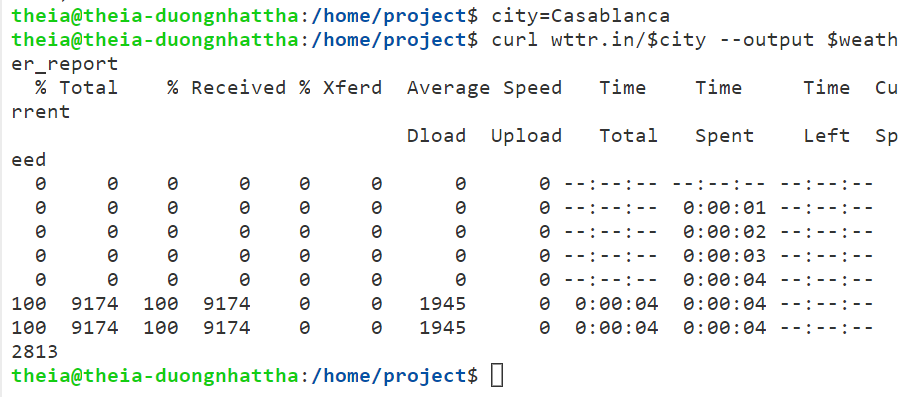 theia@theia-duongnhattha:/home/project$ city=Casablanca
theia@theia-duongnhattha:/home/project$ curl wttr.in/$city --output $weath
er_report
  % Total    % Received % Xferd  Average Speed   Time    Time     Time  Cu
rrent
                                 Dload  Upload   Total   Spent    Left  Sp
eed
  0     0    0     0    0     0      0      0 --:--:-- --:--:-- --:--:--
  0     0    0     0    0     0      0      0 --:--:--  0:00:01 --:--:--
  0     0    0     0    0     0      0      0 --:--:--  0:00:02 --:--:--
  0     0    0     0    0     0      0      0 --:--:--  0:00:03 --:--:--
  0     0    0     0    0     0      0      0 --:--:--  0:00:04 --:--:--
100  9174  100  9174    0     0   1945      0  0:00:04  0:00:04 --:--:--
100  9174  100  9174    0     0   1945      0  0:00:04  0:00:04 --:--:--
2813
theia@theia-duongnhattha:/home/project$